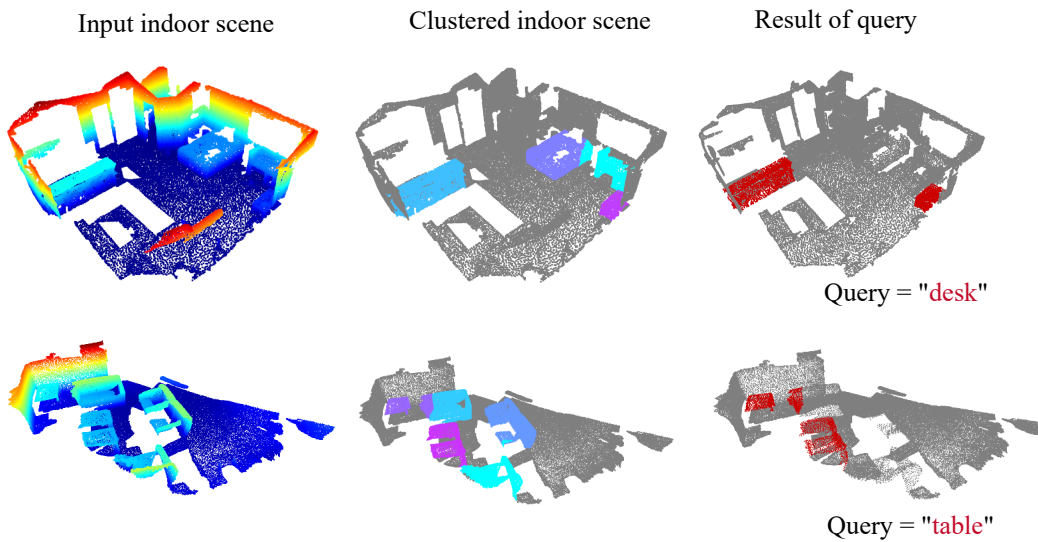 Input indoor scene
Clustered indoor scene
Result of query
Query = "desk"
Query = "table"